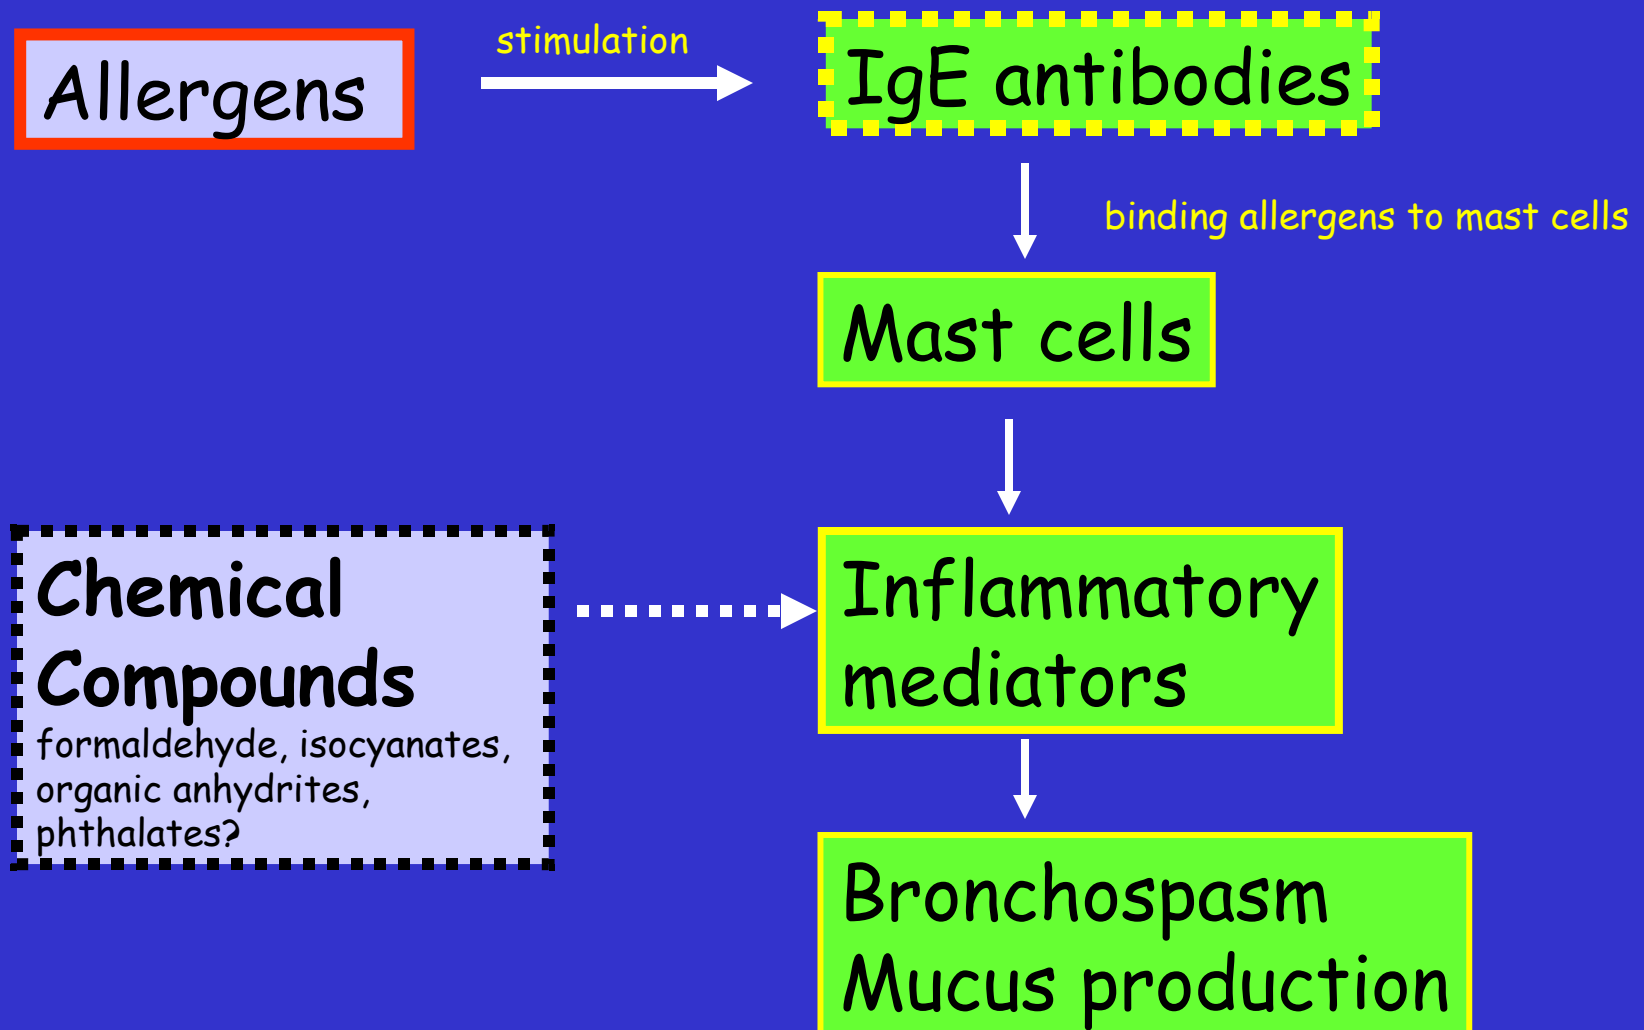 Allergens
stimulation
IgE antibodies
binding allergens to mast cells
Mast cells
Chemical
Compounds
formaldehyde, isocyanates,
organic anhydrites,
phthalates?
Inflammatory
mediators
Bronchospasm
Mucus production